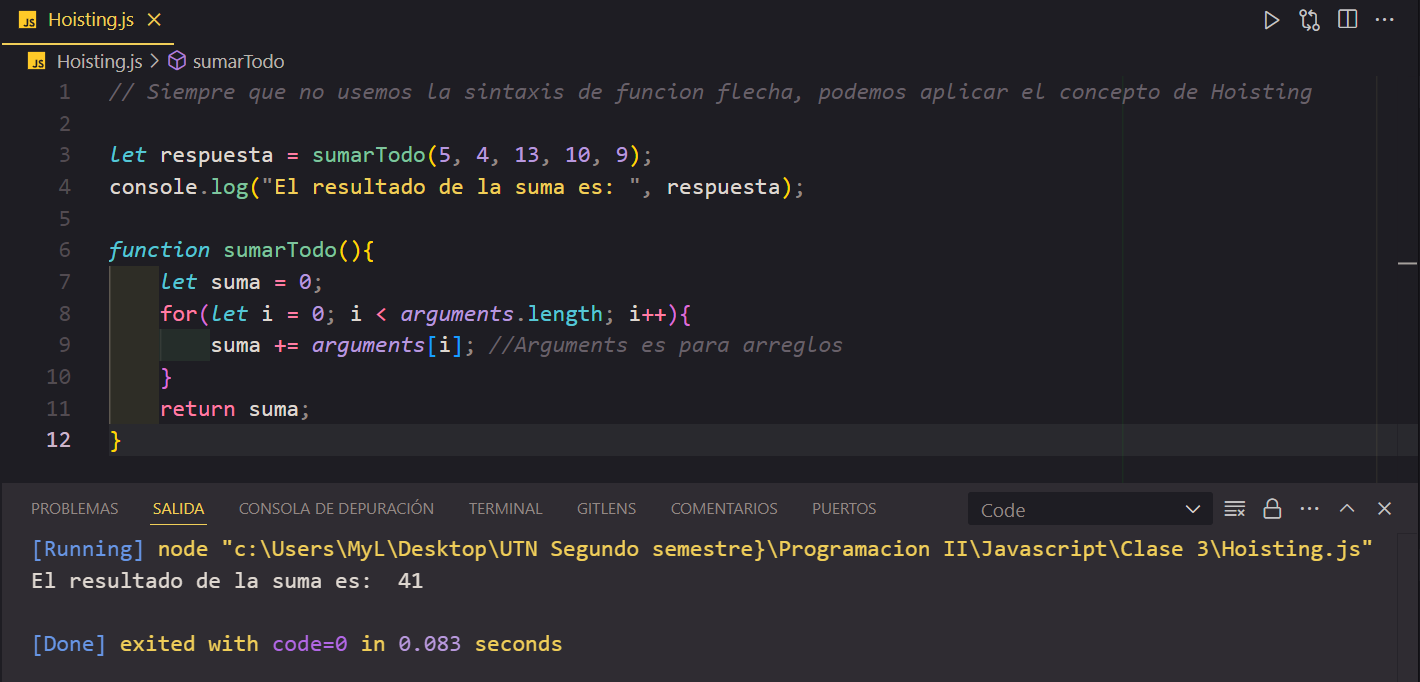 JS Hoisting.js
JS Hoisting.js > sumarTodo
1 // Siempre que no usemos la sintaxis de funcion flecha, podemos aplicar el concepto de Hoisting
2
3 let respuesta = sumarTodo(5, 4, 13, 10, 9);
4 console.log("El resultado de la suma es: ", respuesta);
5
6 function sumarTodo(){
7 let suma = 0;
8 for(let i = 0; i < arguments.length; i++){
9 suma += arguments[i]; //Arguments es para arreglos
10 }
11 return suma;
12 }
PROBLEMAS SALIDA CONSOLA DE DEPURACIÓN TERMINAL GITLENS COMENTARIOS PUERTOS Code
[Running] node "c:\Users\MyL\Desktop\UTN Segundo semestre}\Programacion II\Javascript\Clase 3\Hoisting.js"
El resultado de la suma es:  41
[Done] exited with code=0 in 0.083 seconds